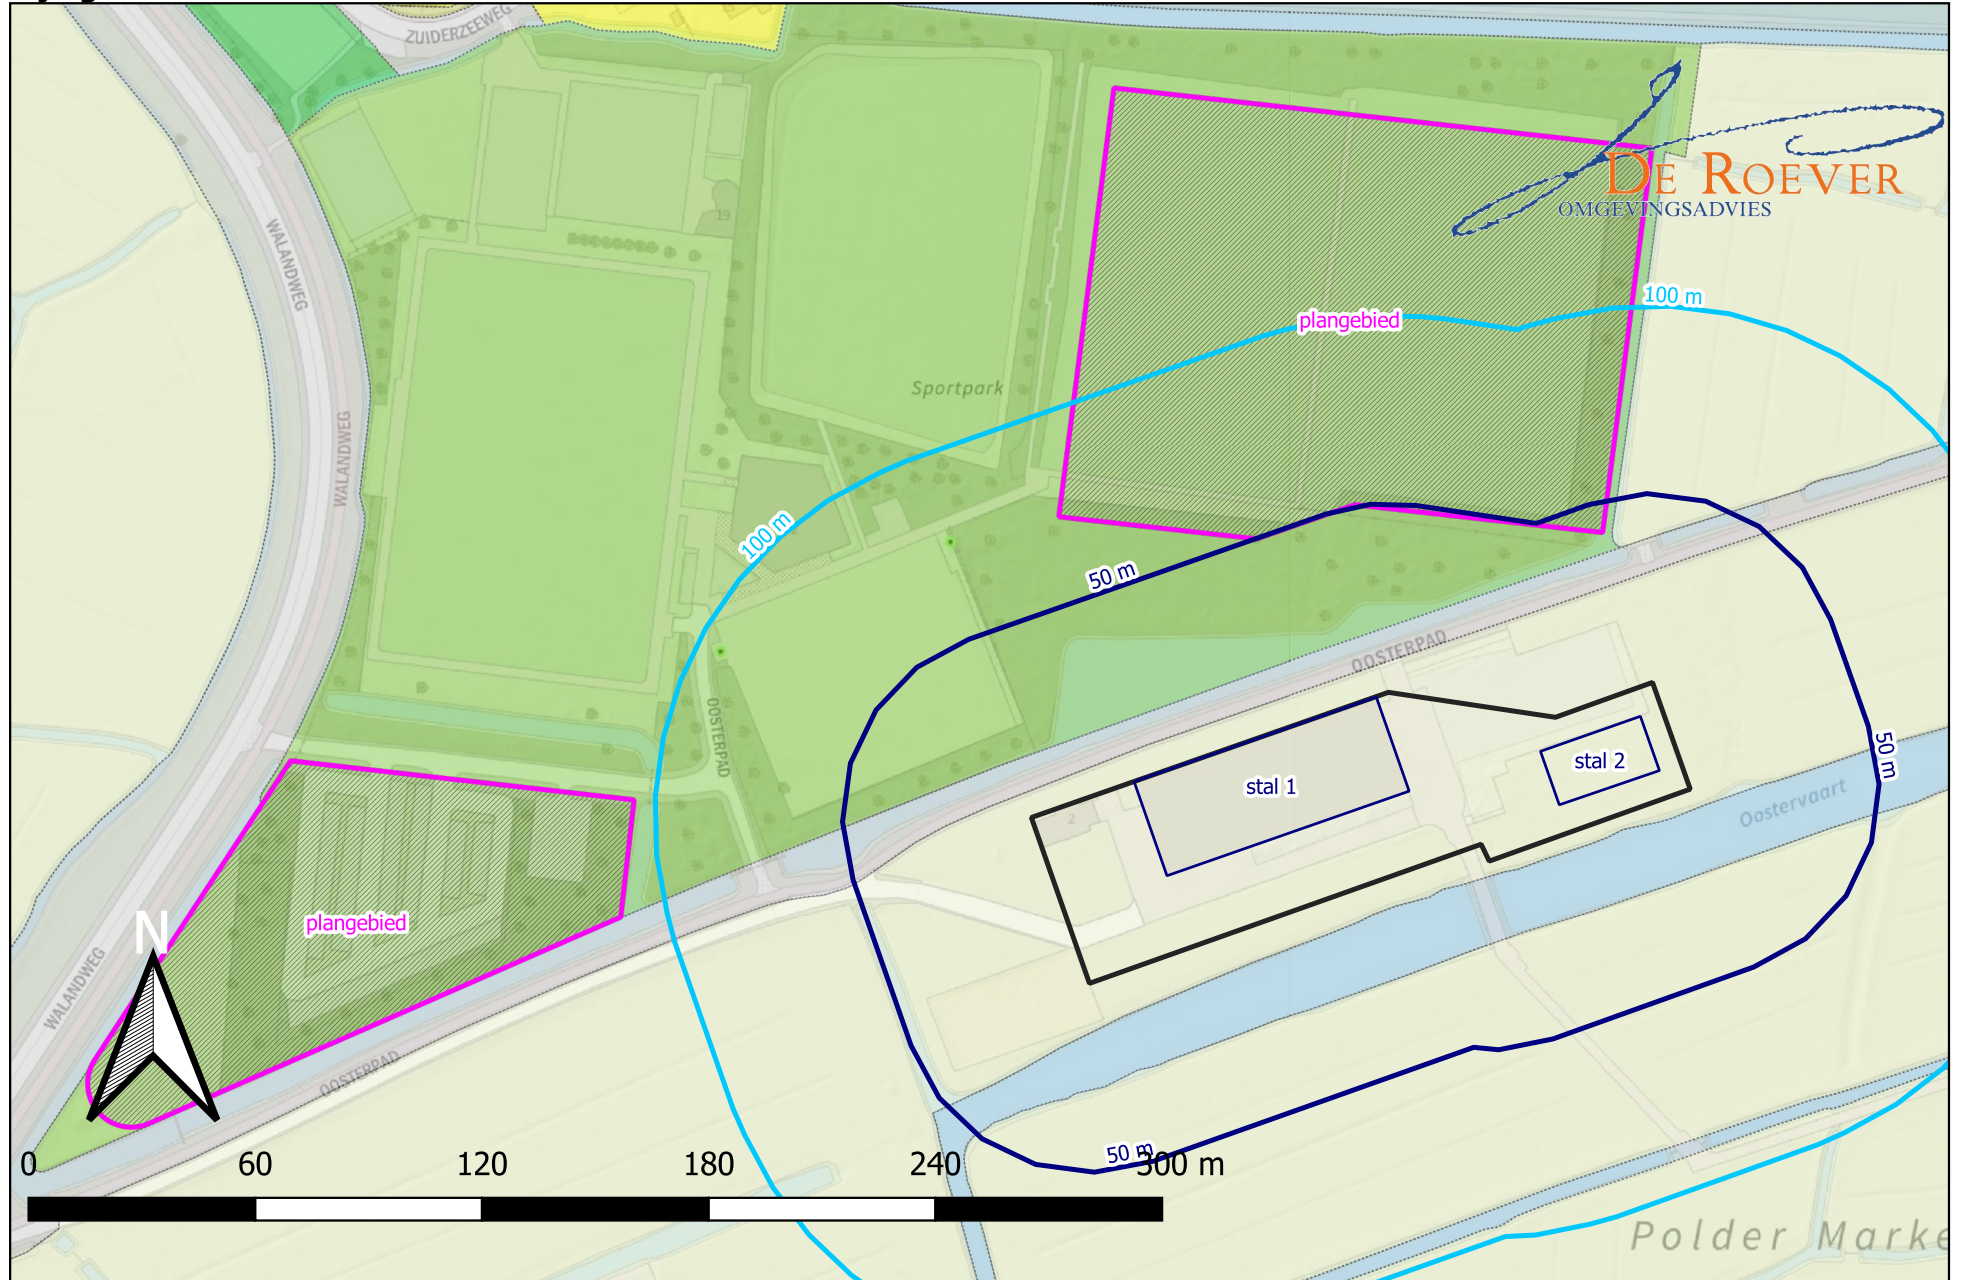 ZUIDERZEEWEG
WALANDWEG
19
DE ROEVER
OMGEVINGSADVIES
100 m
plangebied
Sportpark
WALANDWEG
100 m
50 m
OOSTERPAD
OOSTERPAD
50 m
stal 2
stal 1
Oostervaart
2
plangebied
N
WALANDWEG
OOSTERPAD
50 m
0 60 120 180 240 300 m
Polder Marke